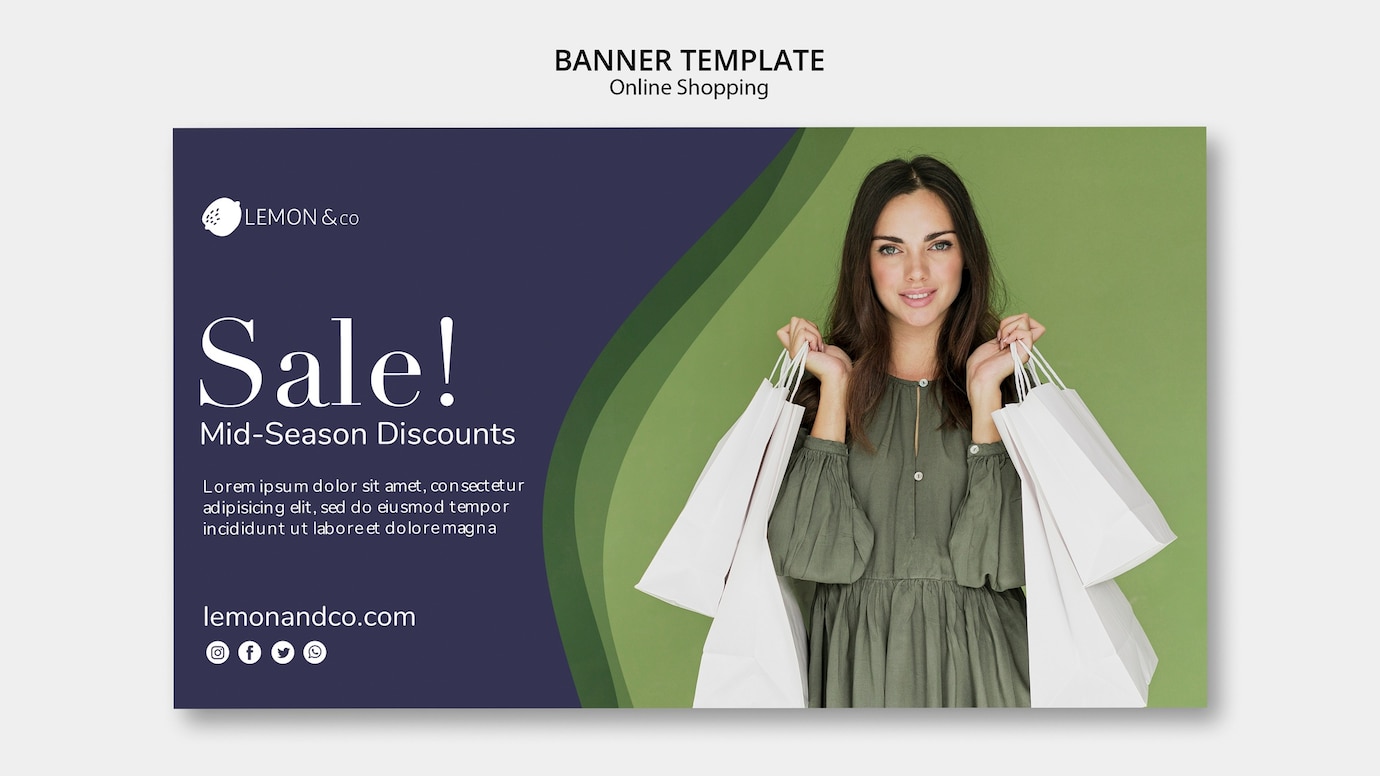 BANNER TEMPLATE
Online Shopping
LEMON & co
Sale!
Mid-Season Discounts
Lorem ipsum dolor sit amet, consectetur
adipisicing elit, sed do eiusmod tempor
incididunt ut labore et dolore magna
lemonandco.com